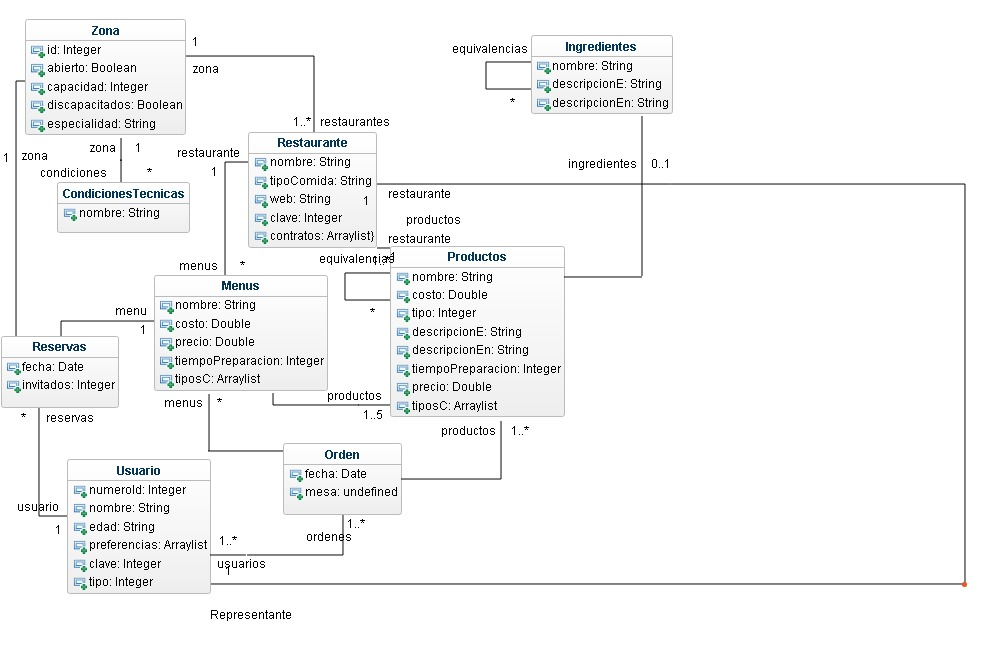 Zona
id: Integer
abierto: Boolean
capacidad: Integer
discapacitados: Boolean
especialidad: String
1
zona
1..*
restaurantes
equivalencias
*
Ingredientes
nombre: String
descripcionE: String
descripcionEn: String
1
zona
zona
1
condiciones
*
CondicionesTecnicas
nombre: String
restaurante
1
Restaurante
nombre: String
tipoComida: String
web: String
clave: Integer
contratos: Arraylist}
1
restaurante
productos
restaurante
ingredientes
0..1
equivalencias
*
Productos
nombre: String
costo: Double
tipo: Integer
descripcionE: String
descripcionEn: String
tiempoPreparacion: Integer
precio: Double
tiposC: Arraylist
menus
*
Menus
nombre: String
costo: Double
precio: Double
tiempoPreparacion: Integer
tiposC: Arraylist
menu
1
Reservas
fecha: Date
invitados: Integer
*
reservas
productos
1..5
menus
*
productos
1..*
Orden
fecha: Date
mesa: undefined
1..*
ordenes
Usuario
numeroId: Integer
nombre: String
edad: String
preferencias: Arraylist
clave: Integer
tipo: Integer
usuario
1
1..*
usuarios
1
Representante